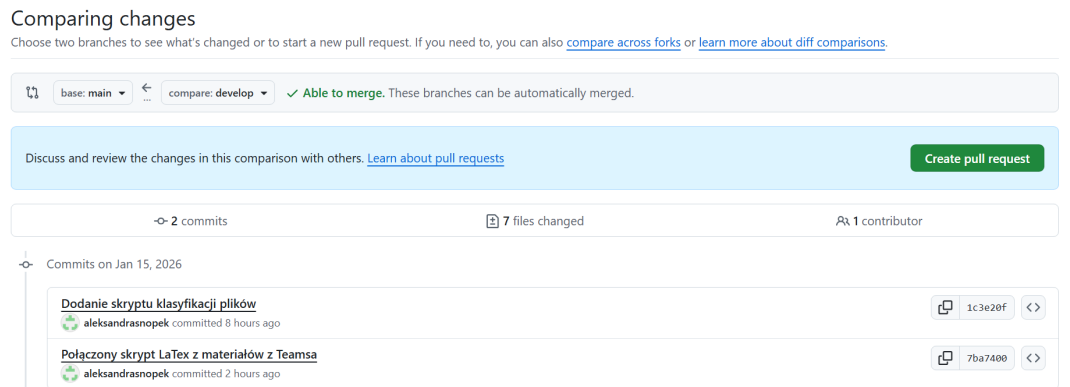 Comparing changes
Choose two branches to see what's changed or to start a new pull request. If you need to, you can also compare across forks or learn more about diff comparisons.
base: main ... compare: develop Able to merge. These branches can be automatically merged.
Discuss and review the changes in this comparison with others. Learn about pull requests Create pull request
2 commits 7 files changed 1 contributor
Commits on Jan 15, 2026
Dodanie skryptu klasyfikacji plików
aleksandrasnopek committed 8 hours ago 1c3e20f
Połączony skrypt LaTex z materiałów z Teamsa
aleksandrasnopek committed 2 hours ago 7ba7400